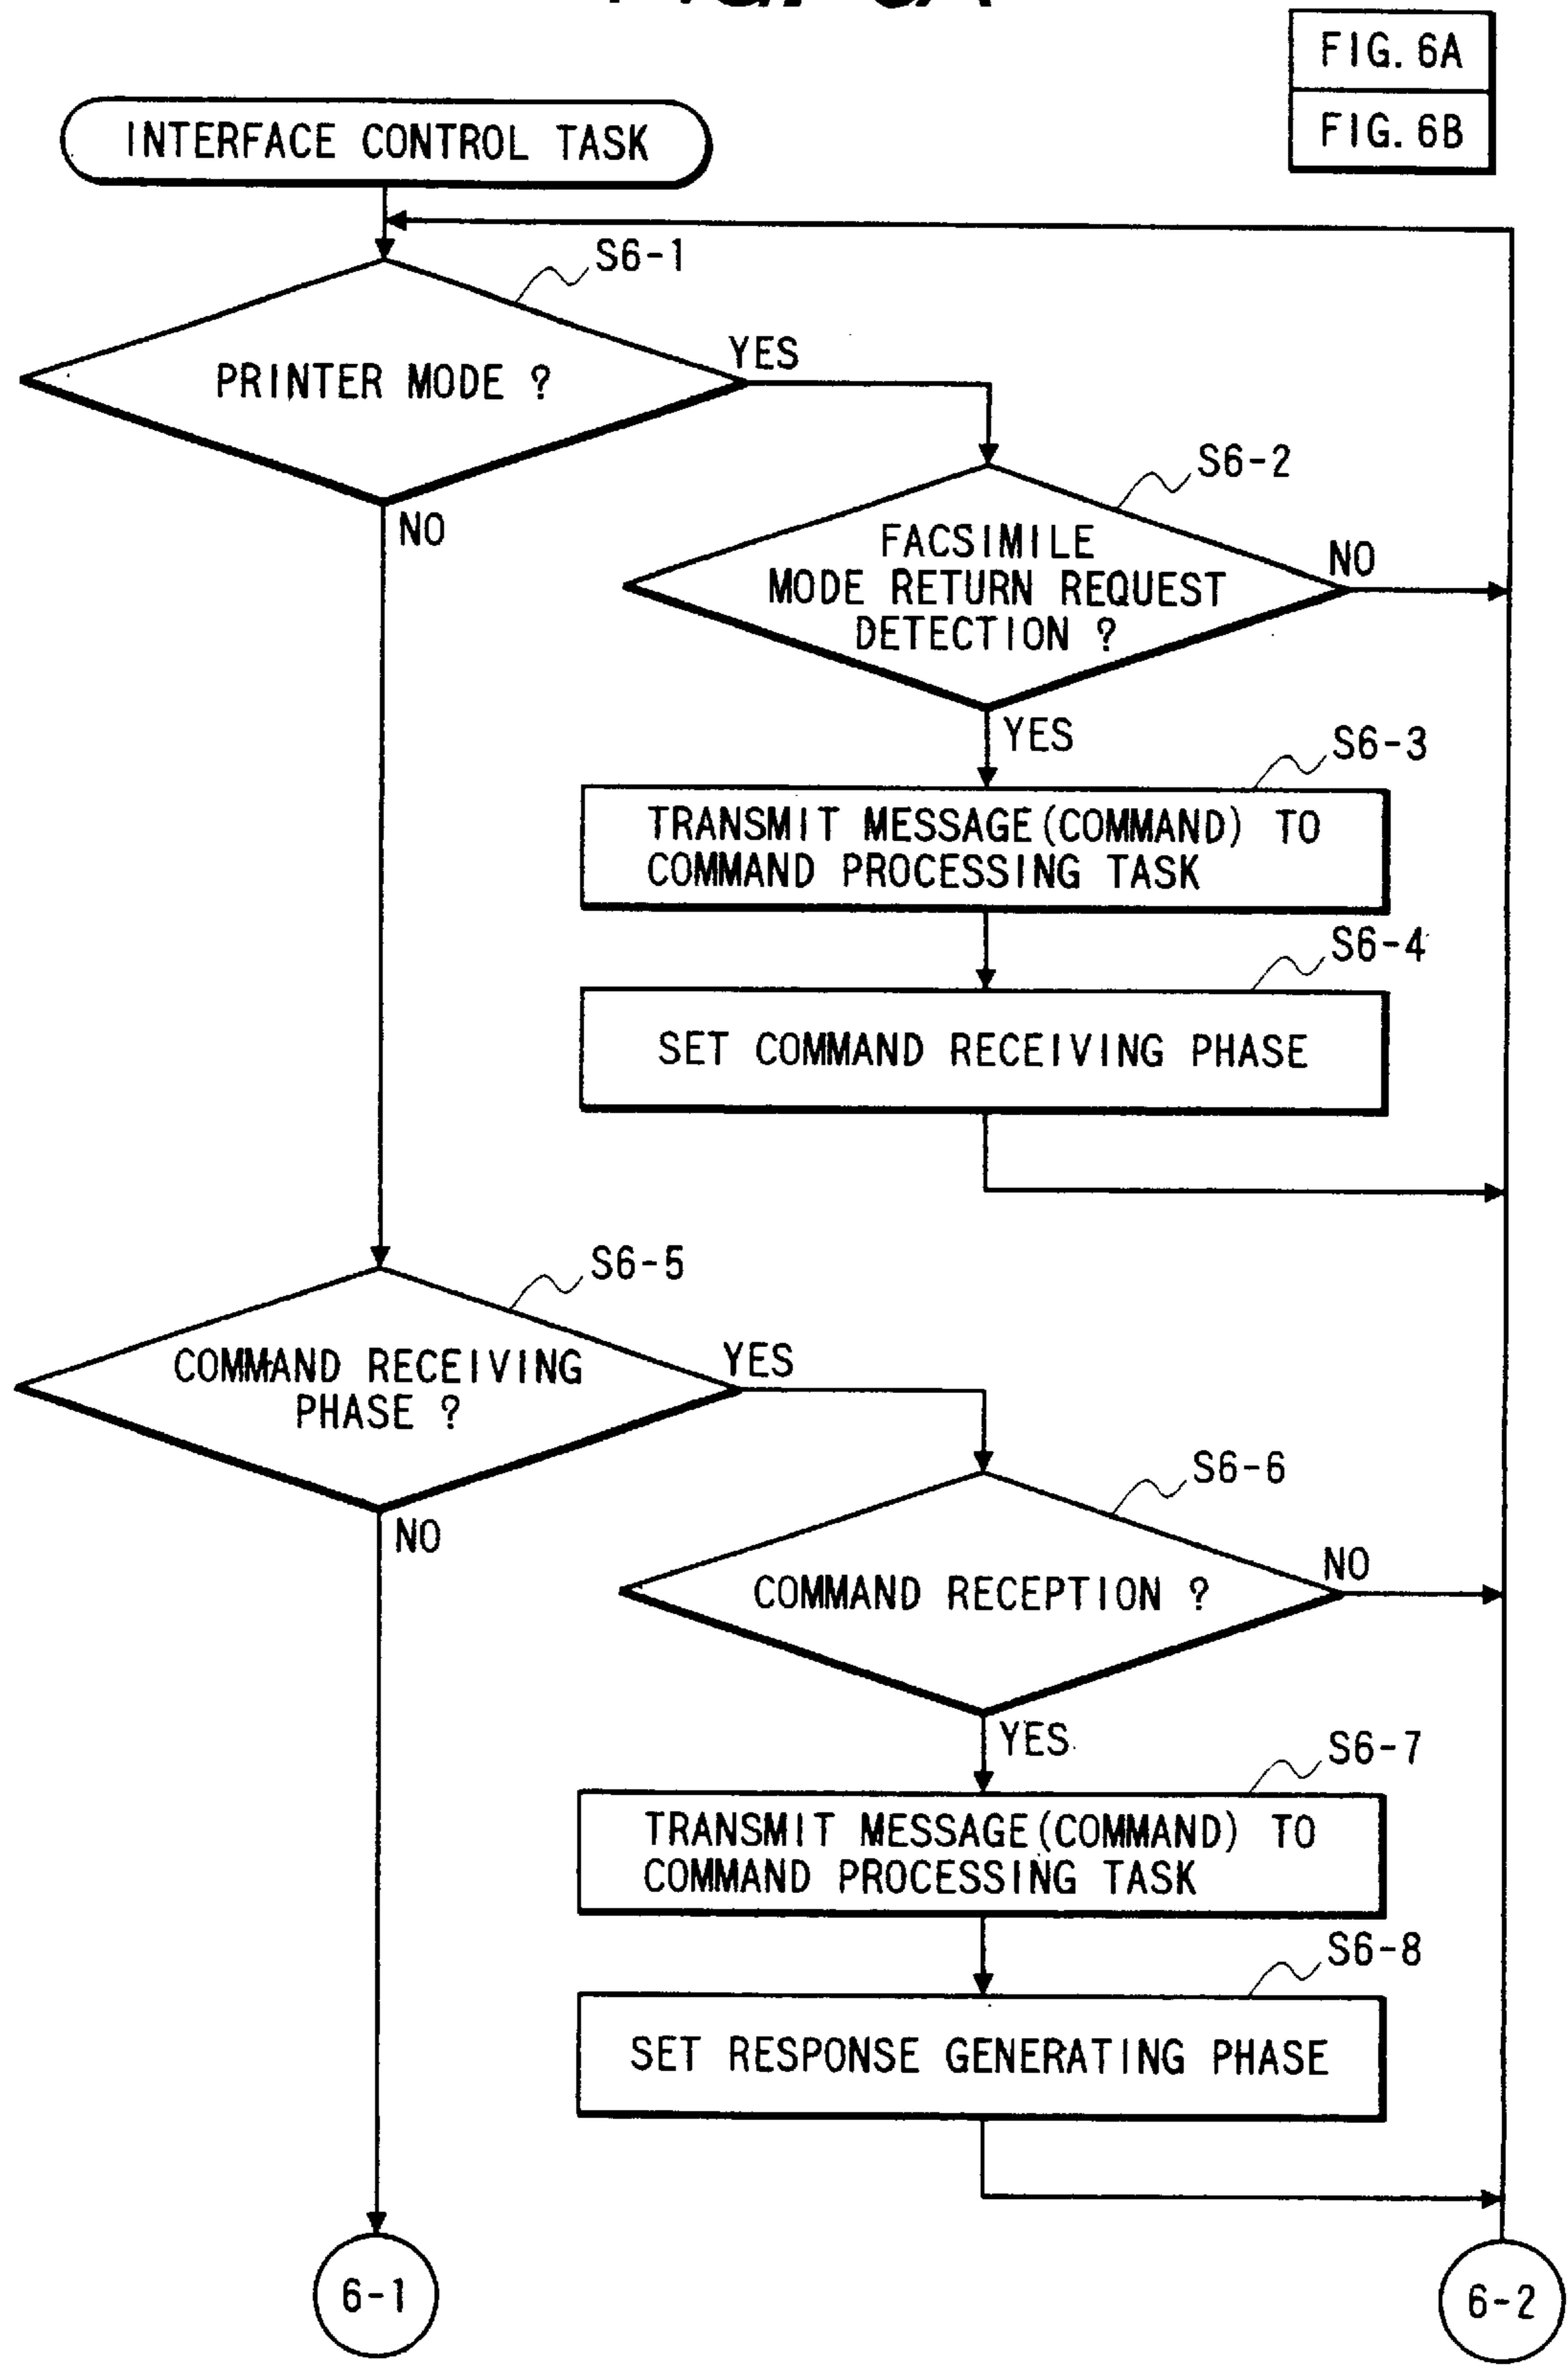 FIG. 6A
FIG. 6A
FIG. 6B
INTERFACE CONTROL TASK
S6-1
PRINTER MODE ?
YES
NO
S6-2
FACSIMILE
MODE RETURN REQUEST
DETECTION ?
NO
YES
S6-3
TRANSMIT MESSAGE(COMMAND) TO
COMMAND PROCESSING TASK
S6-4
SET COMMAND RECEIVING PHASE
S6-5
COMMAND RECEIVING
PHASE ?
YES
NO
S6-6
COMMAND RECEPTION ?
NO
YES
S6-7
TRANSMIT MESSAGE(COMMAND) TO
COMMAND PROCESSING TASK
S6-8
SET RESPONSE GENERATING PHASE
6-1
6-2